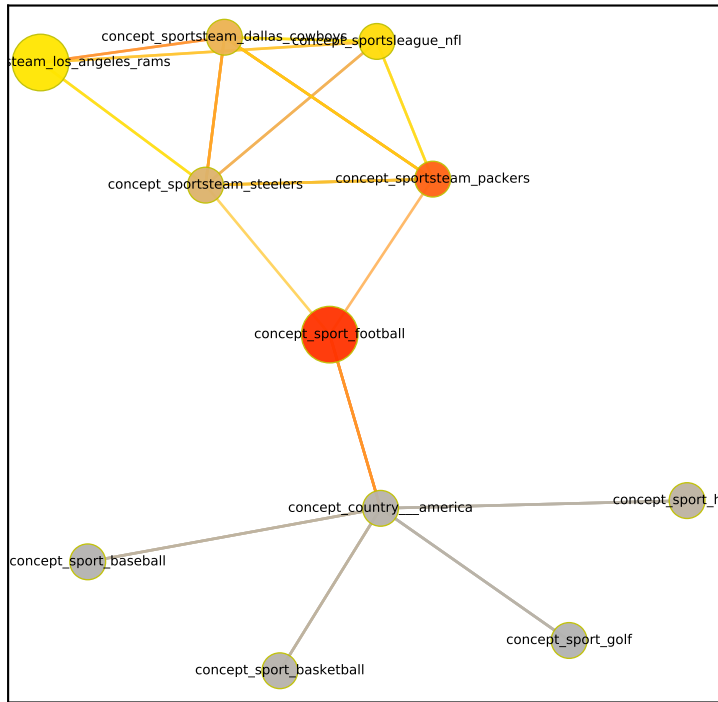 concept_sportsteam_dallas_cowboys
concept_sportsleague_nfl
steam_los_angeles_rams
concept_sportsteam_steelers
concept_sportsteam_packers
concept_sport_football
concept_sport_h
concept_country___america
concept_sport_baseball
concept_sport_golf
concept_sport_basketball